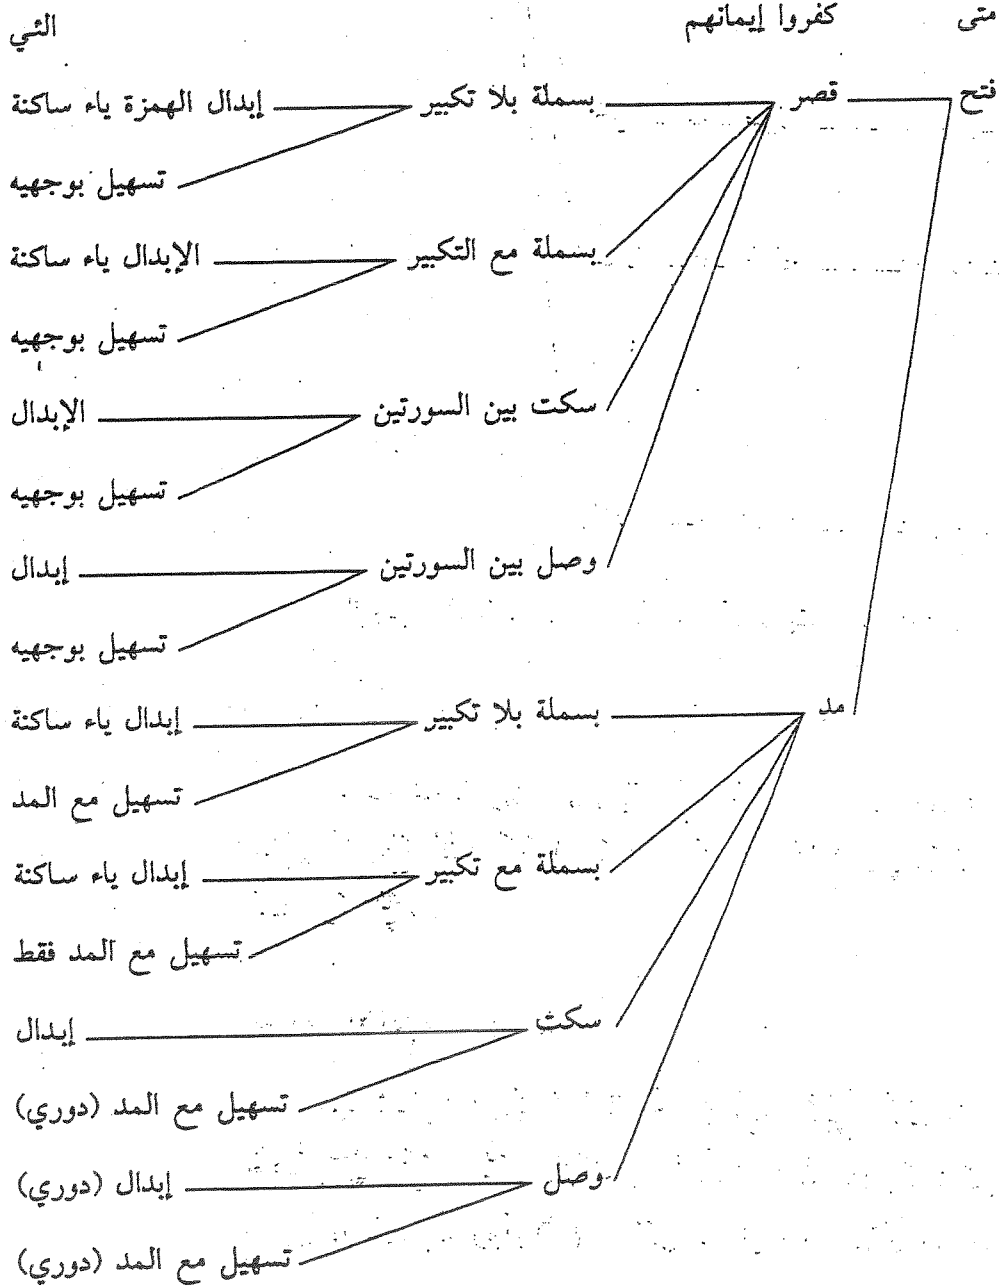 متى كفروا إيمانهم الئي
فتح قصر بسملة بلا تكبير إبدال الهمزة ياء ساكنة
تسهيل بوجهيه
بسملة مع التكبير الإبدال ياء ساكنة
تسهيل بوجهيه
سكت بين السورتين الإبدال
تسهيل بوجهيه
وصل بين السورتين إبدال
تسهيل بوجهيه
مد بسملة بلا تكبير إبدال ياء ساكنة
تسهيل مع المد
بسملة مع تكبير إبدال ياء ساكنة
تسهيل مع المد فقط
سكت إبدال
تسهيل مع المد (دوري)
وصل إبدال (دوري)
تسهيل مع المد (دوري)